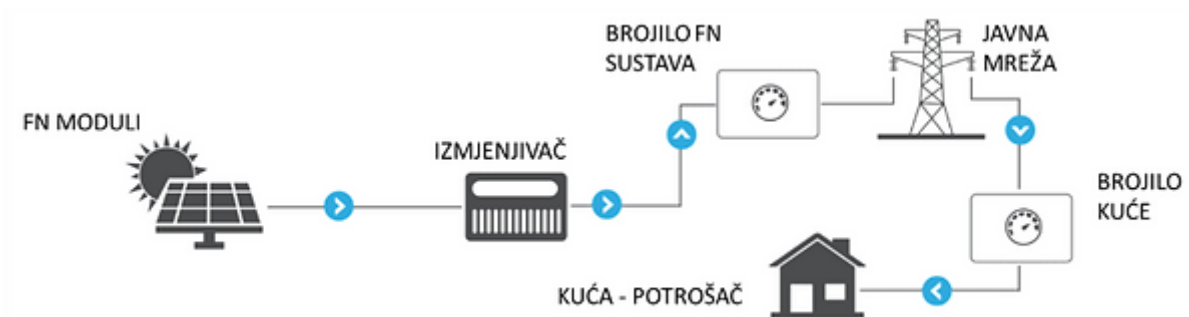 FN MODULI
IZMJENJIVAČ
BROJILO FN
SUSTAVA
JAVNA
MREŽA
BROJILO
KUĆE
KUĆA - POTROŠAČ